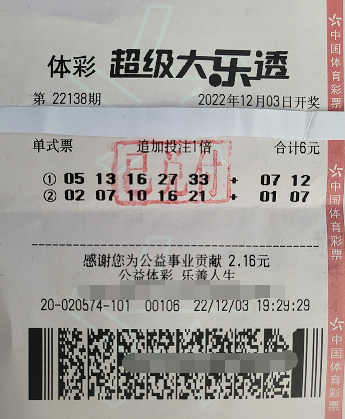 体彩 超级大乐透
第 22138期 2022年12月03日开奖
单式票 追加投注1倍 合计6元
① 05 13 16 27 33 + 07 12
② 02 07 10 16 21 + 01 07
已兑付
感谢您为公益事业贡献 2.16元
公益体彩 乐善人生
20-020574-101 00106 22/12/03 19:29:29
中国体育彩票
中国体育彩票
中国体育彩票